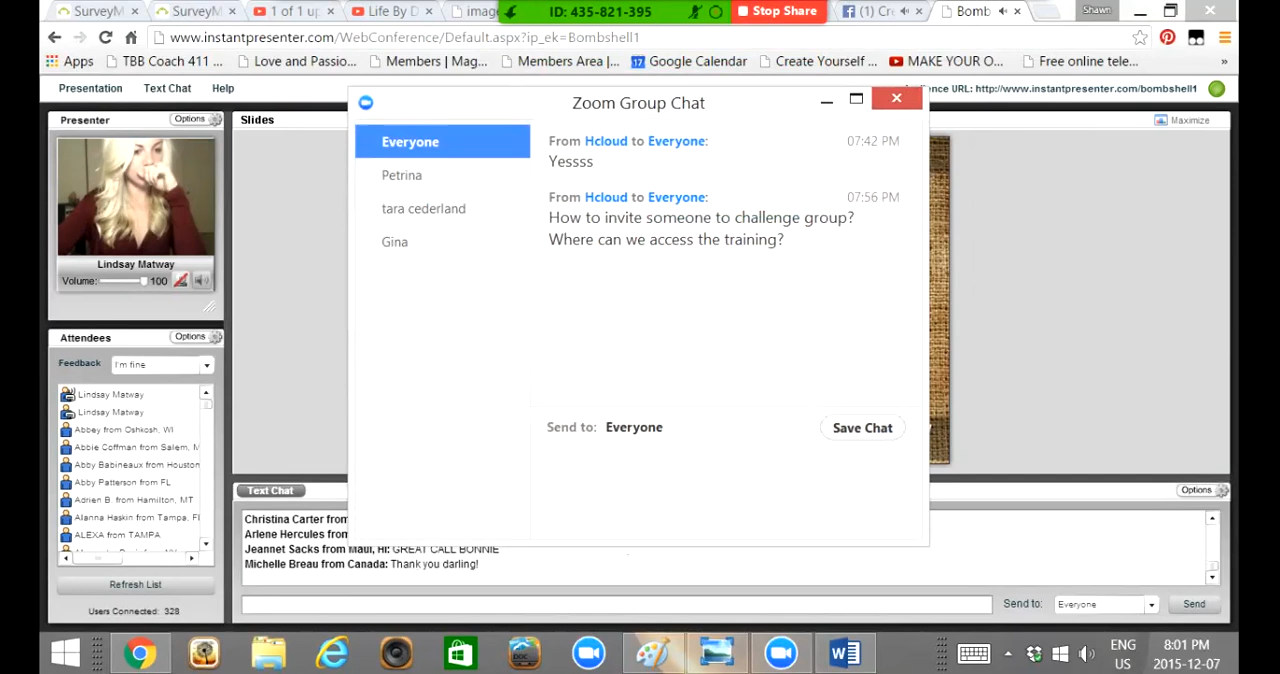 SurveyM
SurveyM
1 of 1 up
Life By D
imag
ID: 435-821-395
Stop Share
(1) Cr
Bomb
Shawn
www.instantpresenter.com/WebConference/Default.aspx?ip_ek=Bombshell1
Apps
TBB Coach 411 ...
Love and Passio...
Members | Mag...
Members Area |...
17 Google Calendar
Create Yourself ...
MAKE YOUR O...
Free online tele...
»
Presentation Text Chat Help
ience URL: http://www.instantpresenter.com/bombshell1
Presenter Options
Slides
Maximize
Lindsay Matway
Volume: 100
Zoom Group Chat
Everyone
Petrina
tara cederland
Gina
From Hcloud to Everyone: 07:42 PM
Yessss
From Hcloud to Everyone: 07:56 PM
How to invite someone to challenge group?
Where can we access the training?
Send to: Everyone
Save Chat
Attendees Options
Feedback I'm fine
Lindsay Matway
Lindsay Matway
Abbey from Oshkosh, WI
Abbie Coffman from Salem, M
Abby Babineaux from Houston
Abby Patterson from FL
Adrien B. from Hamilton, MT
Alanna Haskin from Tampa, Fl
ALEXA from TAMPA
Refresh List
Users Connected: 328
Text Chat
Options
Christina Carter from
Arlene Hercules from
Jeannet Sacks from Maui, HI: GREAT CALL BONNIE
Michelle Breau from Canada: Thank you darling!
Send to: Everyone Send
DOC
W
ENG
US
8:01 PM
2015-12-07